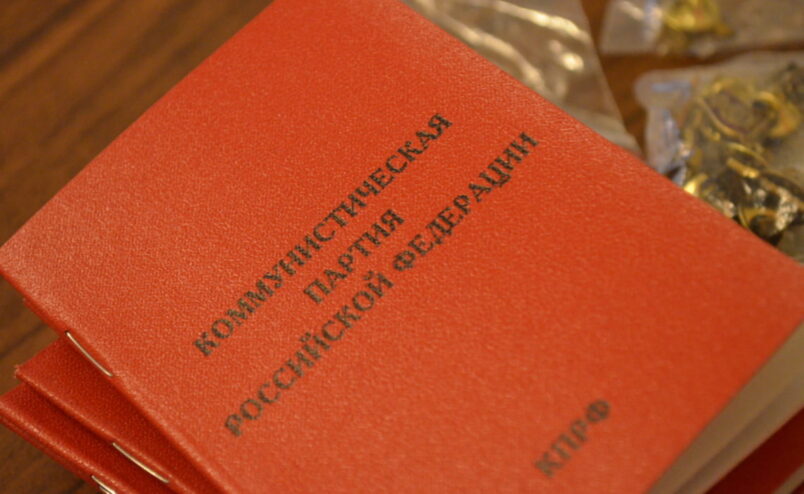 КОММУНИСТИЧЕСКАЯ
ПАРТИЯ
РОССИЙСКОЙ ФЕДЕРАЦИИ
КПРФ